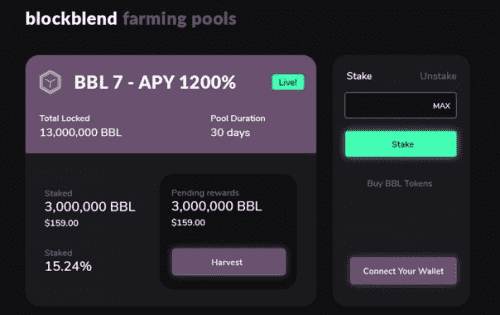 blockblend farming pools
BBL 7 - APY 1200%
Live!
Total Locked
13,000,000 BBL
Pool Duration
30 days
Staked
3,000,000 BBL
$159.00
Staked
15.24%
Pending rewards
3,000,000 BBL
$159.00
Harvest
Stake
Unstake
MAX
Stake
Buy BBL Tokens
Connect Your Wallet